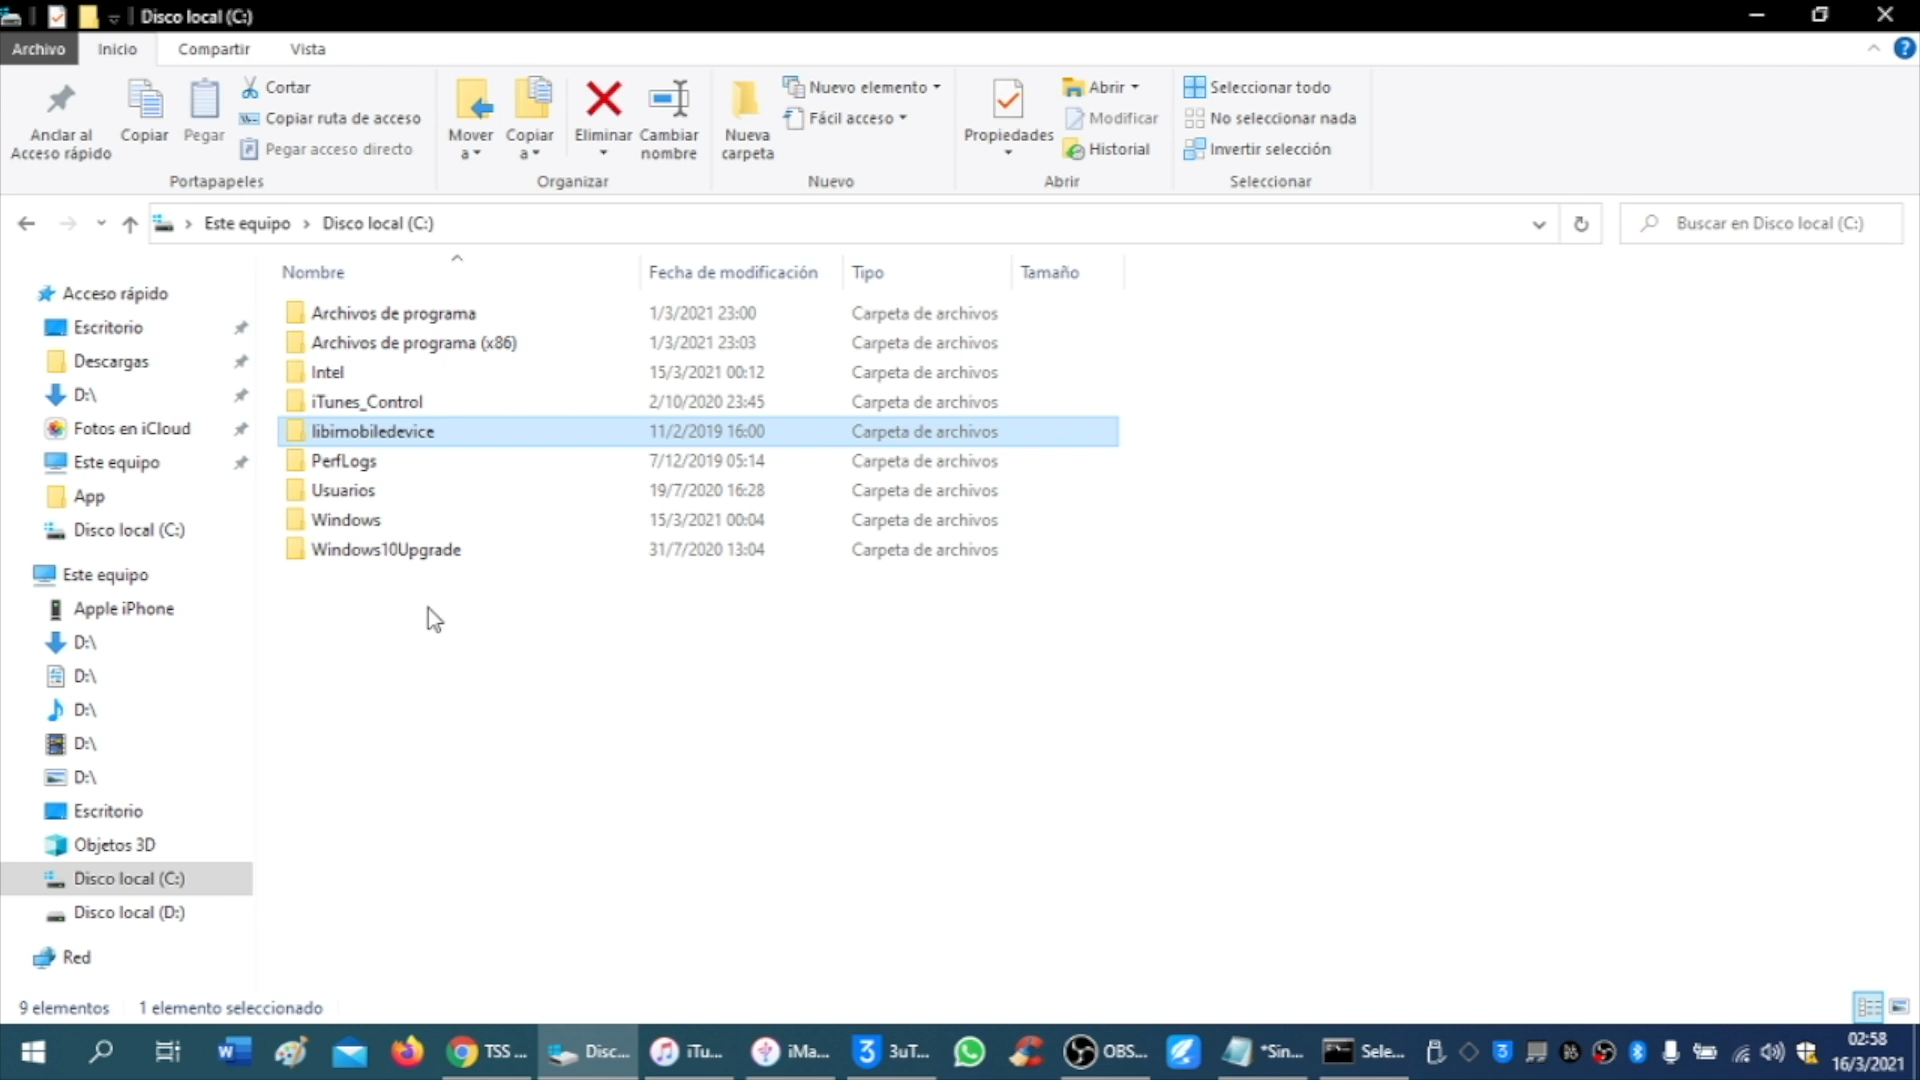 Disco local (C:)
Archivo
Inicio
Compartir
Vista
Andar al
Acceso rápido
Copiar
Pegar
Cortar
Copiar ruta de acceso
Pegar acceso directo
Portapapeles
Mover
a
Copiar
a
Eliminar
Cambiar
nombre
Organizar
Nueva
carpeta
Nuevo elemento
Fácil acceso
Nuevo
Propiedades
Abrir
Modificar
Historial
Abrir
Seleccionar todo
No seleccionar nada
Invertir selección
Seleccionar
Este equipo > Disco local (C:)
Buscar en Disco local (C:)
Nombre Fecha de modificación Tipo Tamaño
Archivos de programa 1/3/2021 23:00 Carpeta de archivos
Archivos de programa (x86) 1/3/2021 23:03 Carpeta de archivos
Intel 15/3/2021 00:12 Carpeta de archivos
iTunes_Control 2/10/2020 23:45 Carpeta de archivos
libimobiledevice 11/2/2019 16:00 Carpeta de archivos
PerfLogs 7/12/2019 05:14 Carpeta de archivos
Usuarios 19/7/2020 16:28 Carpeta de archivos
Windows 15/3/2021 00:04 Carpeta de archivos
Windows10Upgrade 31/7/2020 13:04 Carpeta de archivos
Acceso rápido
Escritorio
Descargas
D:\
Fotos en iCloud
Este equipo
App
Disco local (C:)
Este equipo
Apple iPhone
D:\
D:\
D:\
D:\
D:\
Escritorio
Objetos 3D
Disco local (C:)
Disco local (D:)
Red
9 elementos 1 elemento seleccionado
TSS ...
Disc...
iTu...
iMa...
3uT...
OBS...
*Sin...
Sele...
02:58
16/3/2021